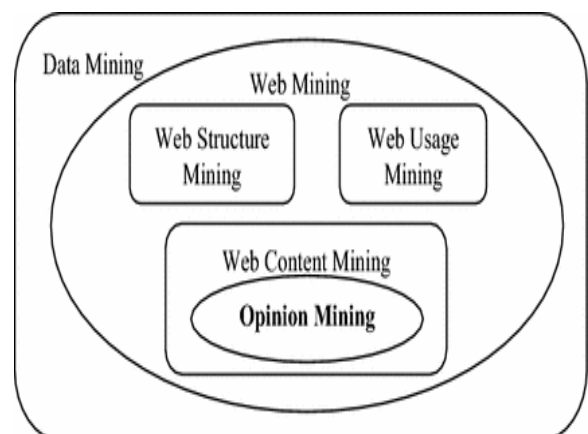 Data Mining
Web Mining
Web Structure
Mining
Web Usage
Mining
Web Content Mining
Opinion Mining